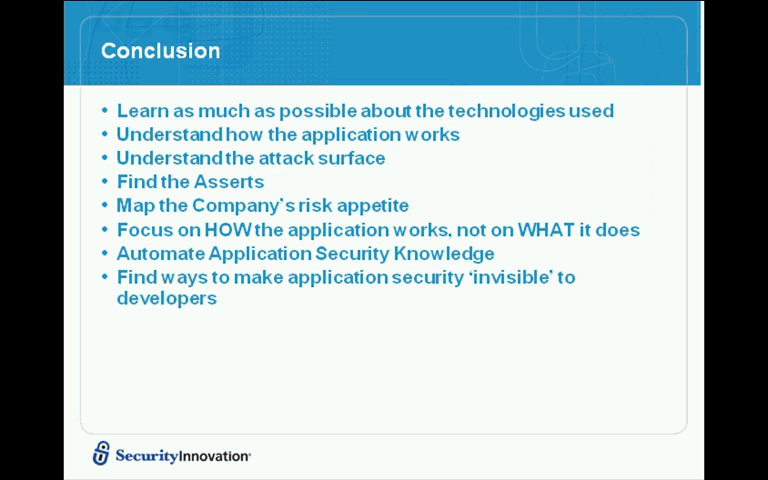 Conclusion
• Learn as much as possible about the technologies used
• Understand how the application works
• Understand the attack surface
• Find the Asserts
• Map the Company's risk appetite
• Focus on HOW the application works, not on WHAT it does
• Automate Application Security Knowledge
• Find ways to make application security ‘invisible’ to
developers
SecurityInnovation®